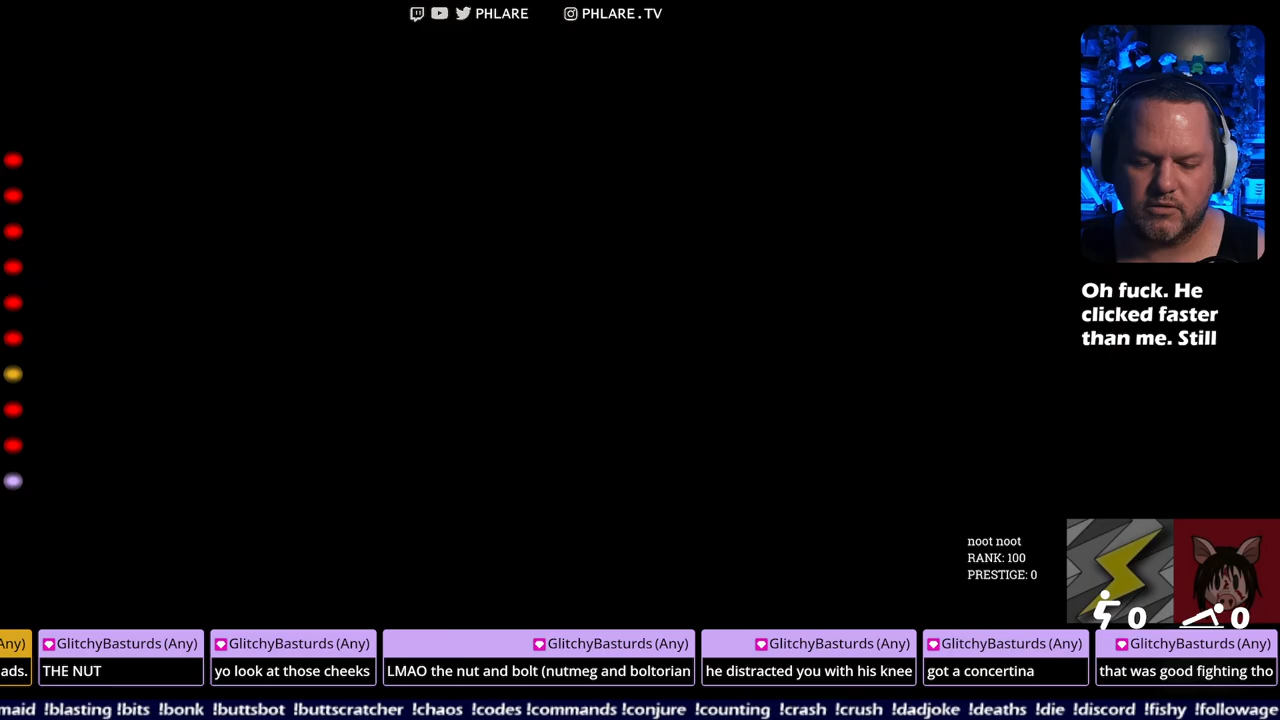 PHLARE PHLARE.TV
Oh fuck. He
clicked faster
than me. Still
noot noot
RANK: 100
PRESTIGE: 0
0 0
Any) GlitchyBasturds (Any) GlitchyBasturds (Any) GlitchyBasturds (Any) GlitchyBasturds (Any) GlitchyBasturds (Any) GlitchyBasturds (Any)
ads. THE NUT yo look at those cheeks LMAO the nut and bolt (nutmeg and boltorian he distracted you with his knee got a concertina that was good fighting tho
maid !blasting !bits !bonk !buttsbot !buttscratcher !chaos !codes !commands !conjure !counting !crash !crush !dadjoke !deaths !die !discord !fishy !followage